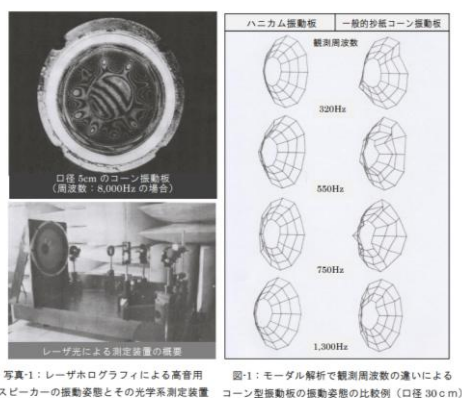 口径 5cm のコーン振動板
(周波数：8,000Hz の場合)
レーザ光による測定装置の概要
写真-1：レーザホログラフィによる高音用
スピーカーの振動姿態とその光学系測定装置
ハニカム振動板
一般的抄紙コーン振動板
観測周波数
320Hz
550Hz
750Hz
1,300Hz
図-1：モーダル解析で観測周波数の違いによる
コーン型振動板の振動姿態の比較例（口径 30ｃｍ）